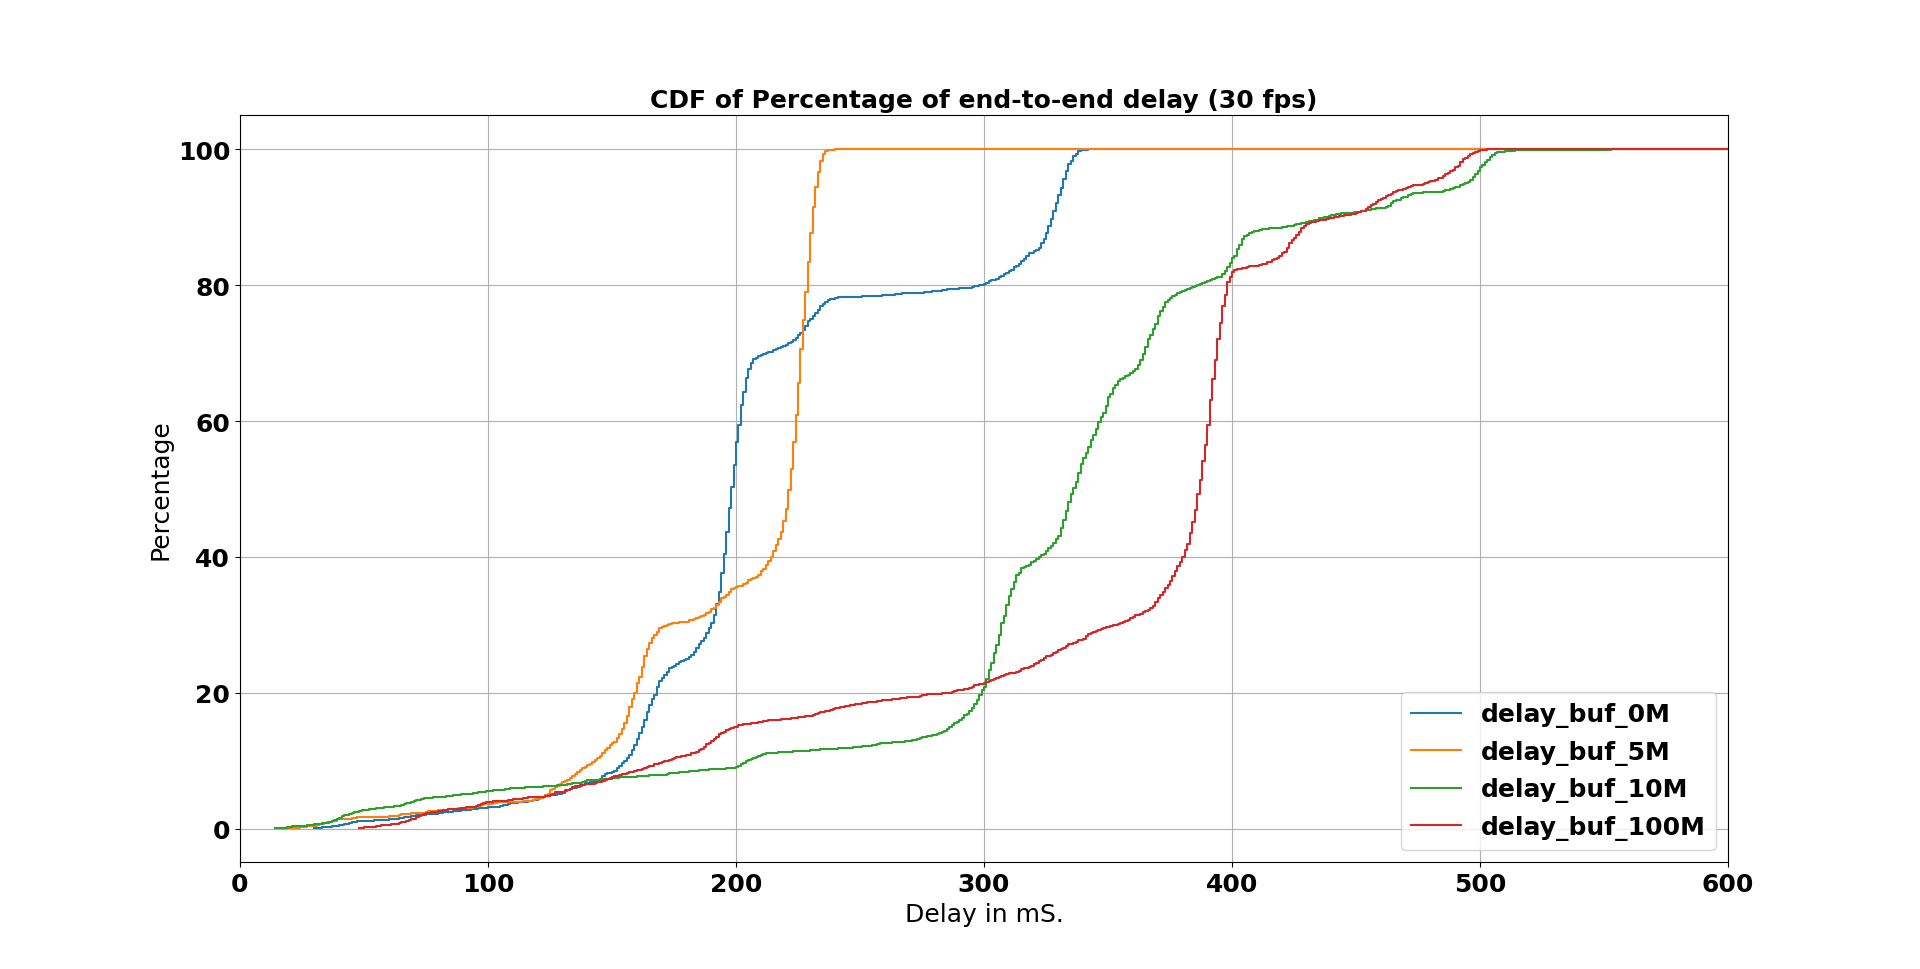 CDF of Percentage of end-to-end delay (30 fps)
100
80
60
40
20
0
Percentage
0 100 200 300 400 500 600
Delay in mS.
delay_buf_0M
delay_buf_5M
delay_buf_10M
delay_buf_100M